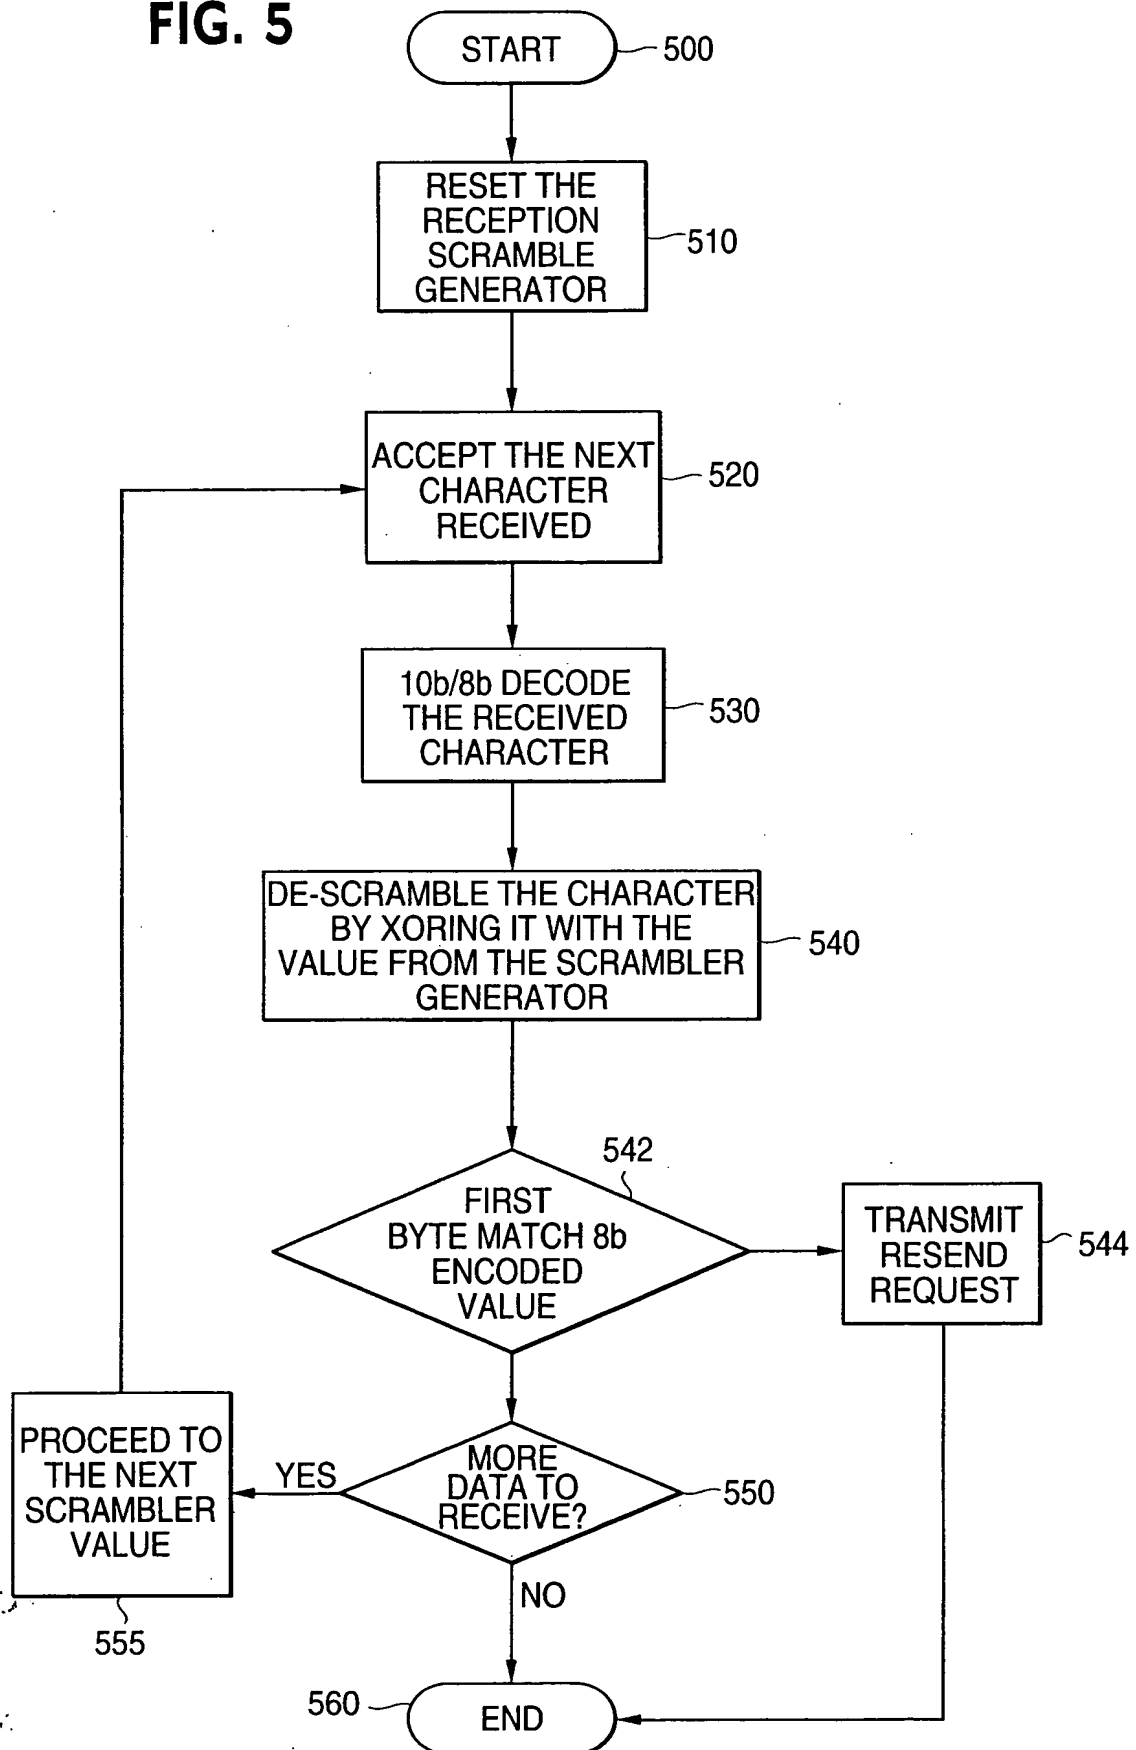 FIG. 5
START
500
RESET THE
RECEPTION
SCRAMBLE
GENERATOR
510
ACCEPT THE NEXT
CHARACTER
RECEIVED
520
10b/8b DECODE
THE RECEIVED
CHARACTER
530
DE-SCRAMBLE THE CHARACTER
BY XORING IT WITH THE
VALUE FROM THE SCRAMBLER
GENERATOR
540
542
FIRST
BYTE MATCH 8b
ENCODED
VALUE
TRANSMIT
RESEND
REQUEST
544
PROCEED TO
THE NEXT
SCRAMBLER
VALUE
555
YES
MORE
DATA TO
RECEIVE?
550
NO
560
END